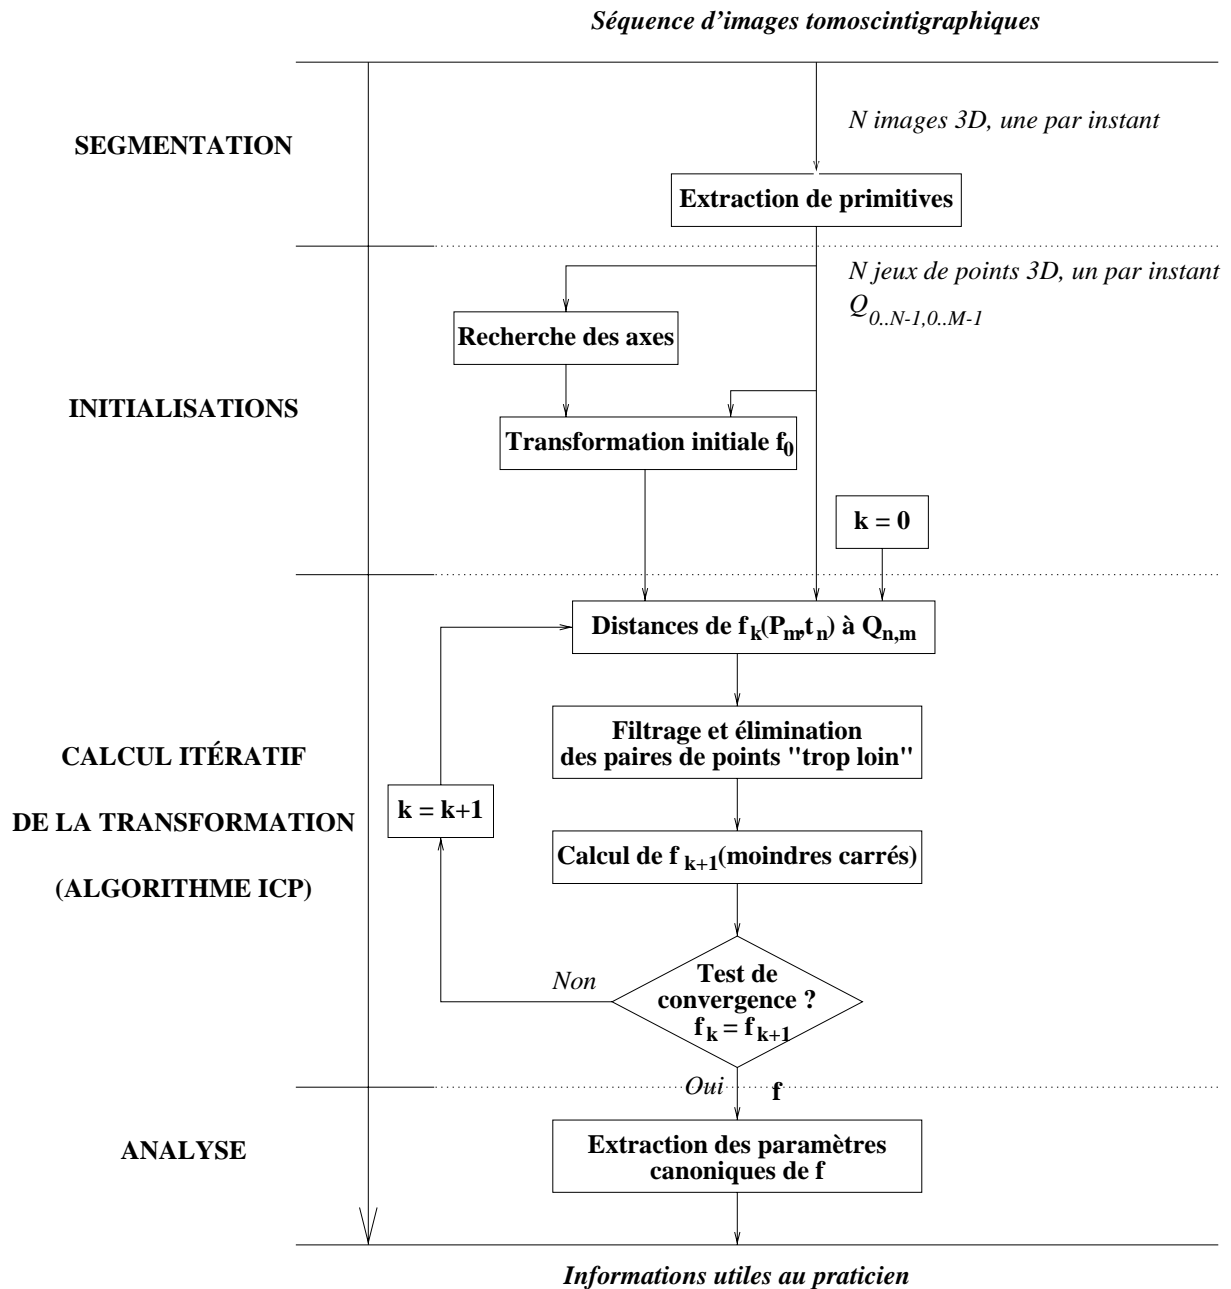 Séquence d'images tomoscintigraphiques
N images 3D, une par instant
SEGMENTATION
Extraction de primitives
N jeux de points 3D, un par instant
Q0..N-1,0..M-1
Recherche des axes
INITIALISATIONS
Transformation initiale f0
k = 0
Distances de fk(Pm,tn) à Qn,m
Filtrage et élimination
des paires de points "trop loin"
CALCUL ITÉRATIF
DE LA TRANSFORMATION
(ALGORITHME ICP)
k = k+1
Calcul de fk+1(moindres carrés)
Non
Test de
convergence ?
fk = fk+1
Oui
f
ANALYSE
Extraction des paramètres
canoniques de f
Informations utiles au praticien